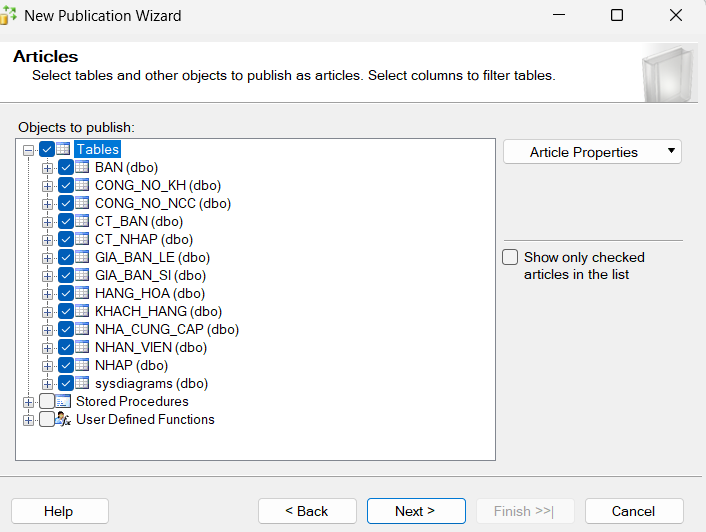 New Publication Wizard
Articles
Select tables and other objects to publish as articles. Select columns to filter tables.
Objects to publish:
Tables
BAN (dbo)
CONG_NO_KH (dbo)
CONG_NO_NCC (dbo)
CT_BAN (dbo)
CT_NHAP (dbo)
GIA_BAN_LE (dbo)
GIA_BAN_SI (dbo)
HANG_HOA (dbo)
KHACH_HANG (dbo)
NHA_CUNG_CAP (dbo)
NHAN_VIEN (dbo)
NHAP (dbo)
sysdiagrams (dbo)
Stored Procedures
User Defined Functions
Article Properties
Show only checked
articles in the list
Help
< Back
Next >
Finish >>|
Cancel